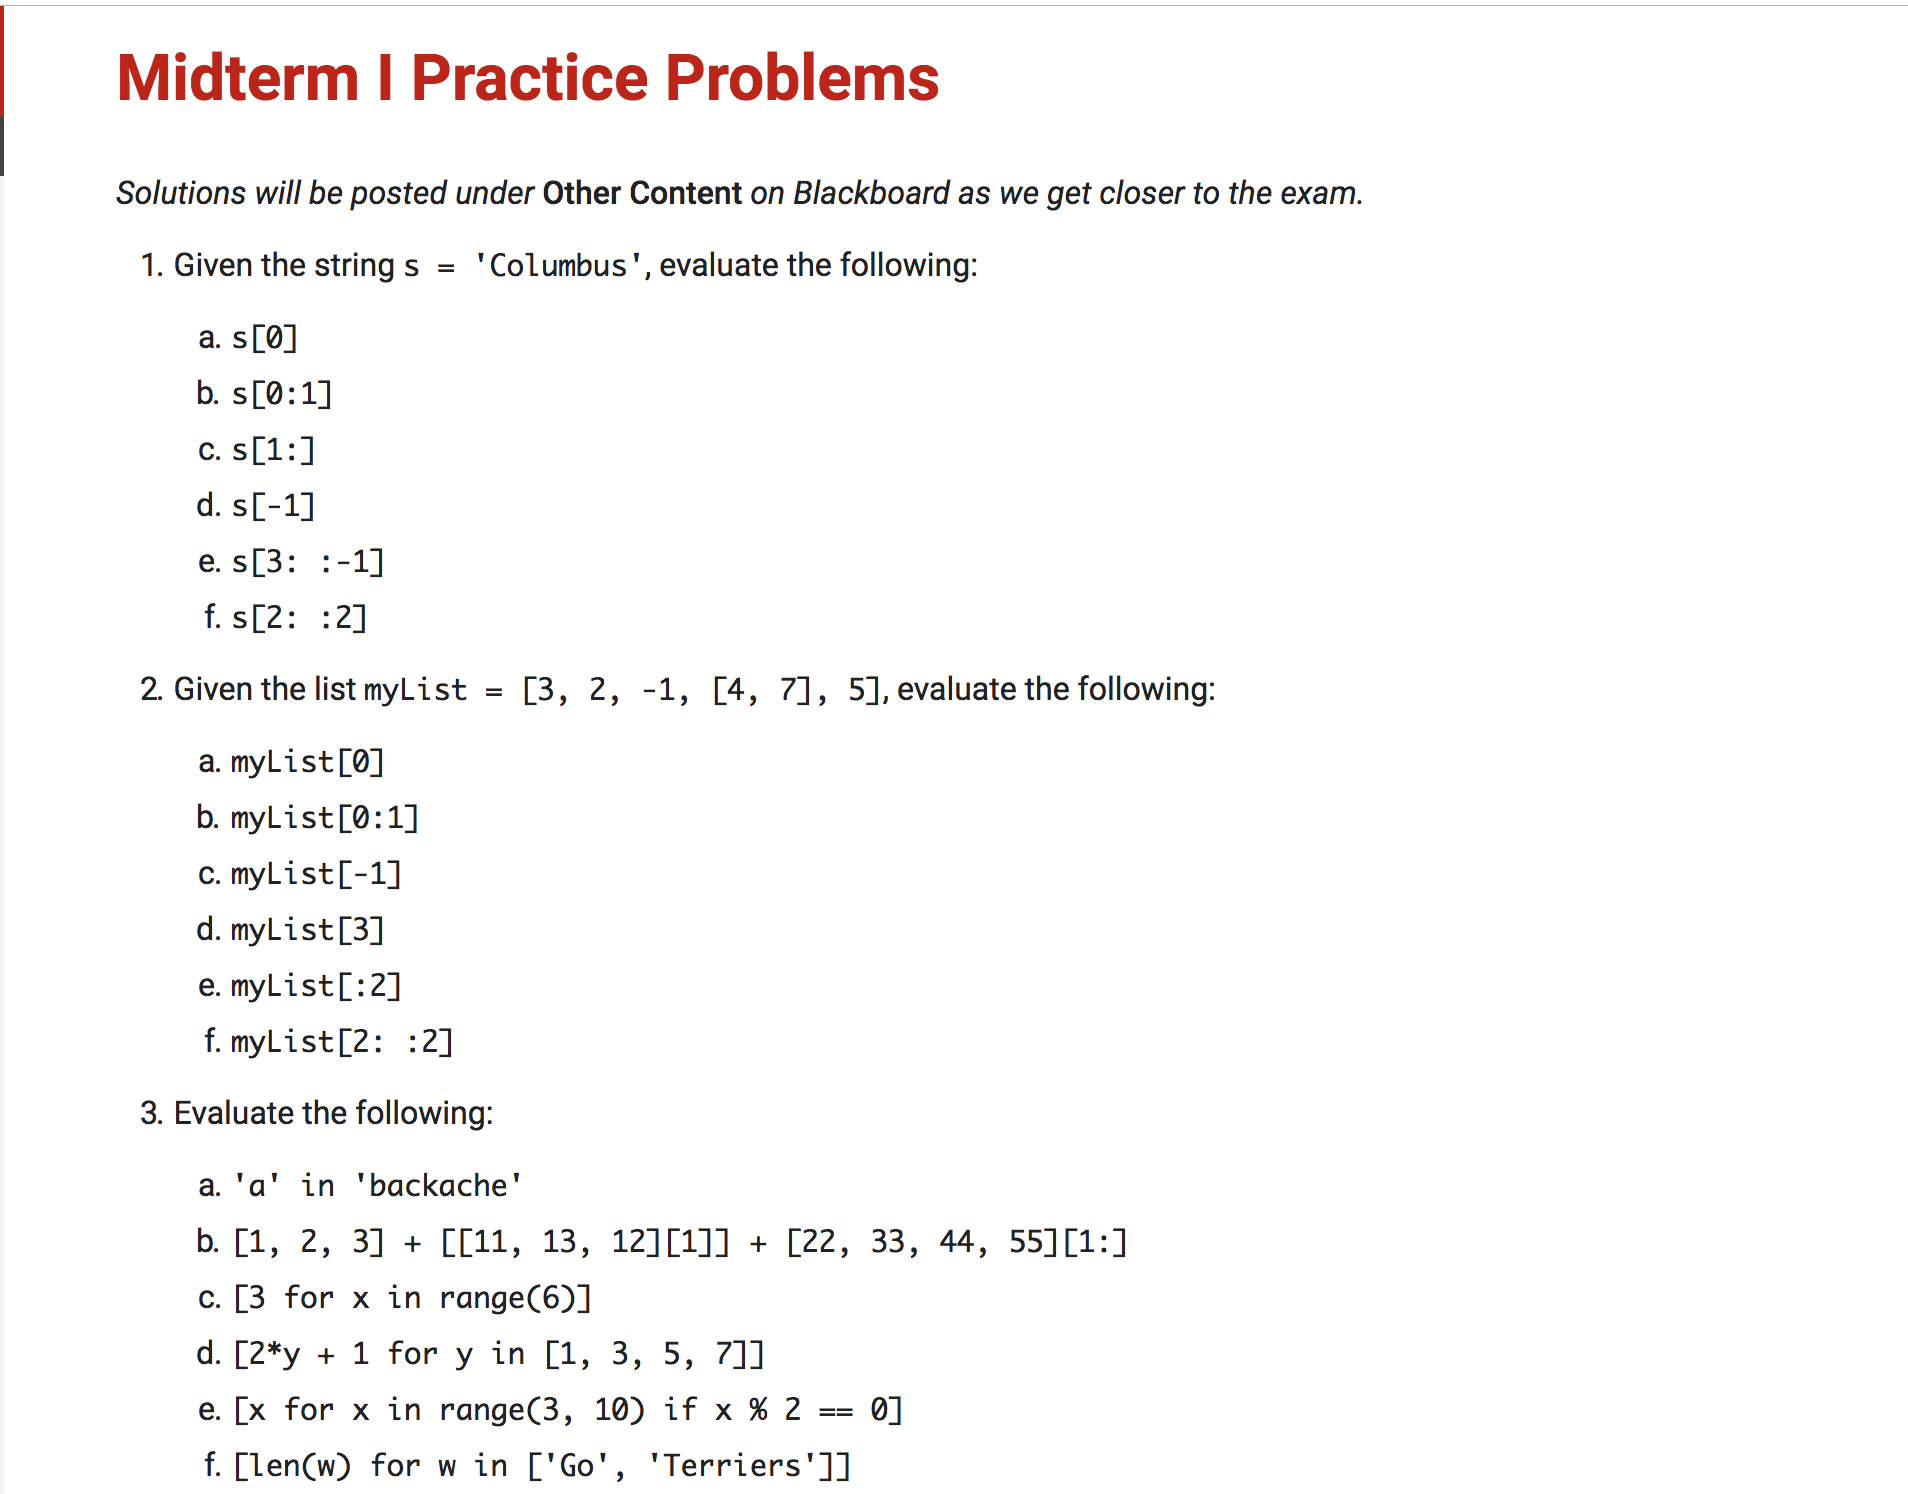 Midterm I Practice Problems
Solutions will be posted under Other Content on Blackboard as we get closer to the exam.
1. Given the string s = 'Columbus', evaluate the following:
a. s[0]
b. s[0:1]
c. s[1:]
d. s[-1]
e. s[3: :-1]
f. s[2: :2]
2. Given the list myList = [3, 2, -1, [4, 7], 5], evaluate the following:
a. myList[0]
b. myList[0:1]
c. myList[-1]
d. myList[3]
e. myList[:2]
f. myList[2: :2]
3. Evaluate the following:
a. 'a' in 'backache'
b. [1, 2, 3] + [[11, 13, 12][1]] + [22, 33, 44, 55][1:]
c. [3 for x in range(6)]
d. [2*y + 1 for y in [1, 3, 5, 7]]
e. [x for x in range(3, 10) if x % 2 == 0]
f. [len(w) for w in ['Go', 'Terriers']]